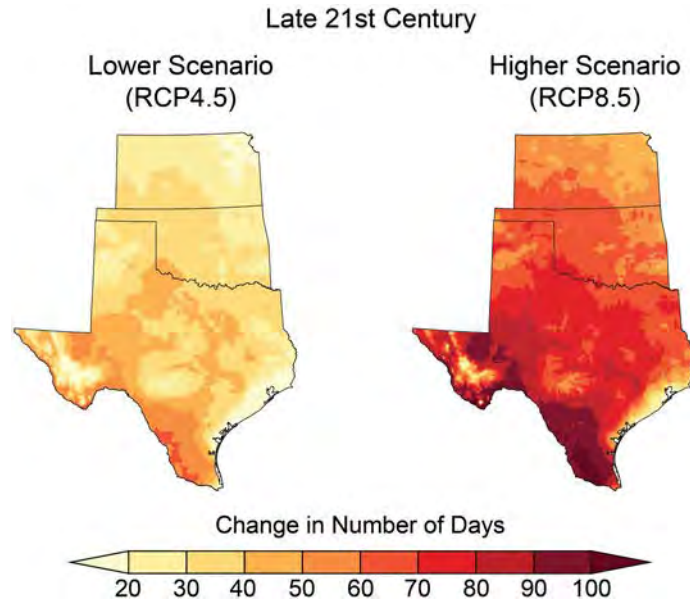 Late 21st Century
Lower Scenario
(RCP4.5)
Higher Scenario
(RCP8.5)
Change in Number of Days
20 30 40 50 60 70 80 90 100